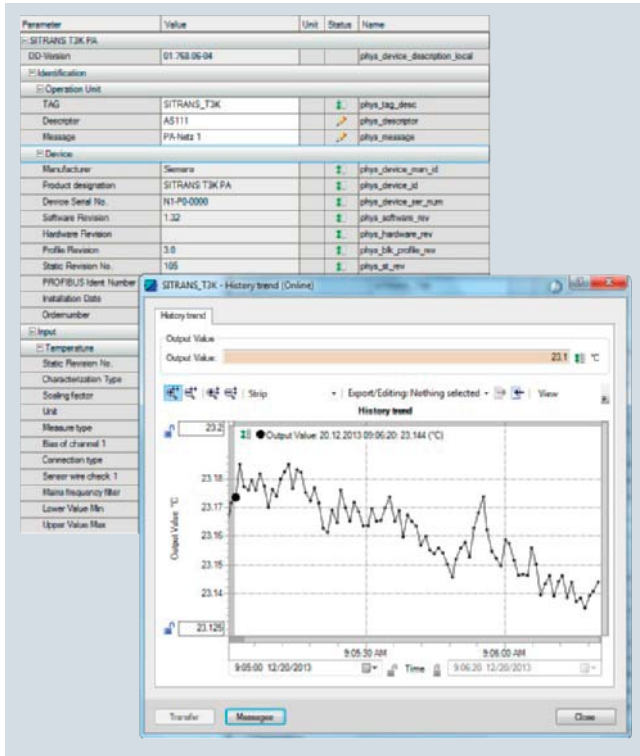 Parameter Value Unit Status Name
SITRANS T3K PA
DD-Version 01.768.06-04 phys_device_description_local
Identification
Operation Unit
TAG SITRANS_T3K phys_tag_desc
Descriptor AS111 phys_descriptor
Message PA-Netz 1 phys_message
Device
Manufacturer Siemens phys_device_man_id
Product designation SITRANS T3K PA phys_device_id
Device Serial No. N1-P0-0000 phys_device_ser_num
Software Revision 1.32 phys_software_rev
Hardware Revision phys_hardware_rev
Profile Revision 3.0 phys_blk_profile_rev
Static Revision No. 105 phys_st_rev
PROFIBUS Ident Number
Installation Date
Ordernumber
Input
Temperature
Static Revision No.
Characterization Type
Scaling factor
Unit
Measure type
Bias of channel 1
Connection type
Sensor wire check 1
Mains frequency filter
Lower Value Min
Upper Value Max
SITRANS_T3K - History trend (Online)
History trend
Output Value
Output Value: 23.1 °C
Strip Export/Editing: Nothing selected View
History trend
23.2
Output Value: 20.12.2013 09:06:20: 23.144 (°C)
23.18
23.17
23.16
23.15
23.14
23.125
Output Value °C
9:05:30 AM 9:06:00 AM
9:05:00 12/20/2013 Time 9:06:20 12/20/2013
Transfer Messages Close